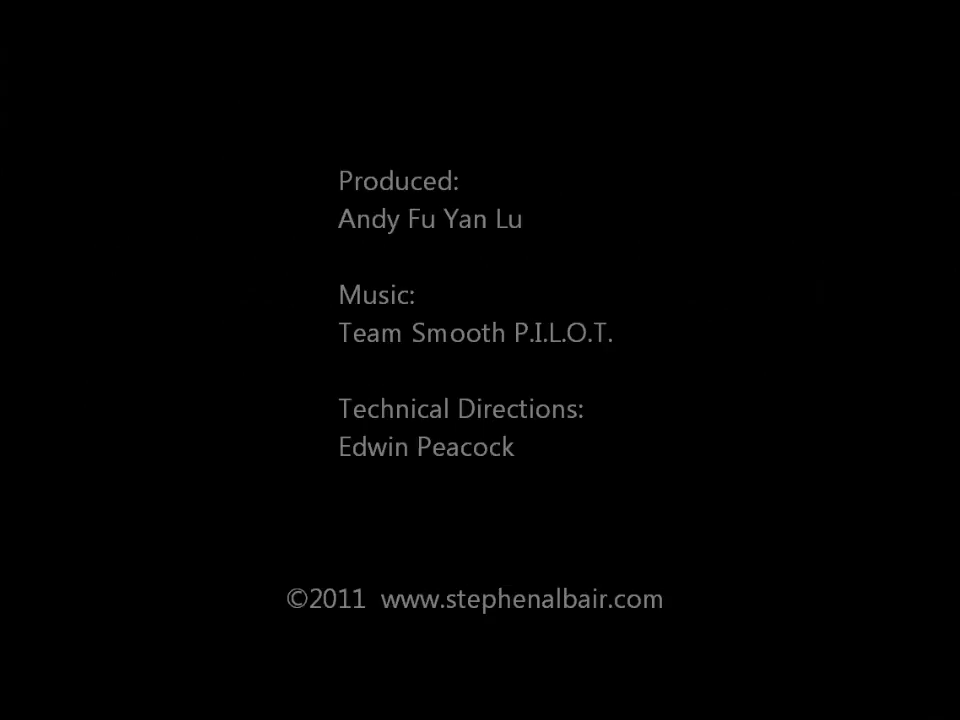 Produced:
Andy Fu Yan Lu
Music:
Team Smooth P.I.L.O.T.
Technical Directions:
Edwin Peacock
©2011 www.stephenalbair.com